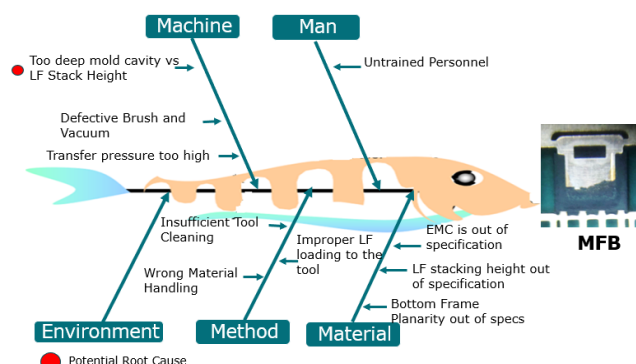 Machine
Man
Too deep mold cavity vs
LF Stack Height
Untrained Personnel
Defective Brush and
Vacuum
Transfer pressure too high
Insufficient Tool
Cleaning
Improper LF
loading to the
tool
EMC is out of
specification
Wrong Material
Handling
LF stacking height out
of specification
Bottom Frame
Planarity out of specs
MFB
Environment
Method
Material
Potential Root Cause